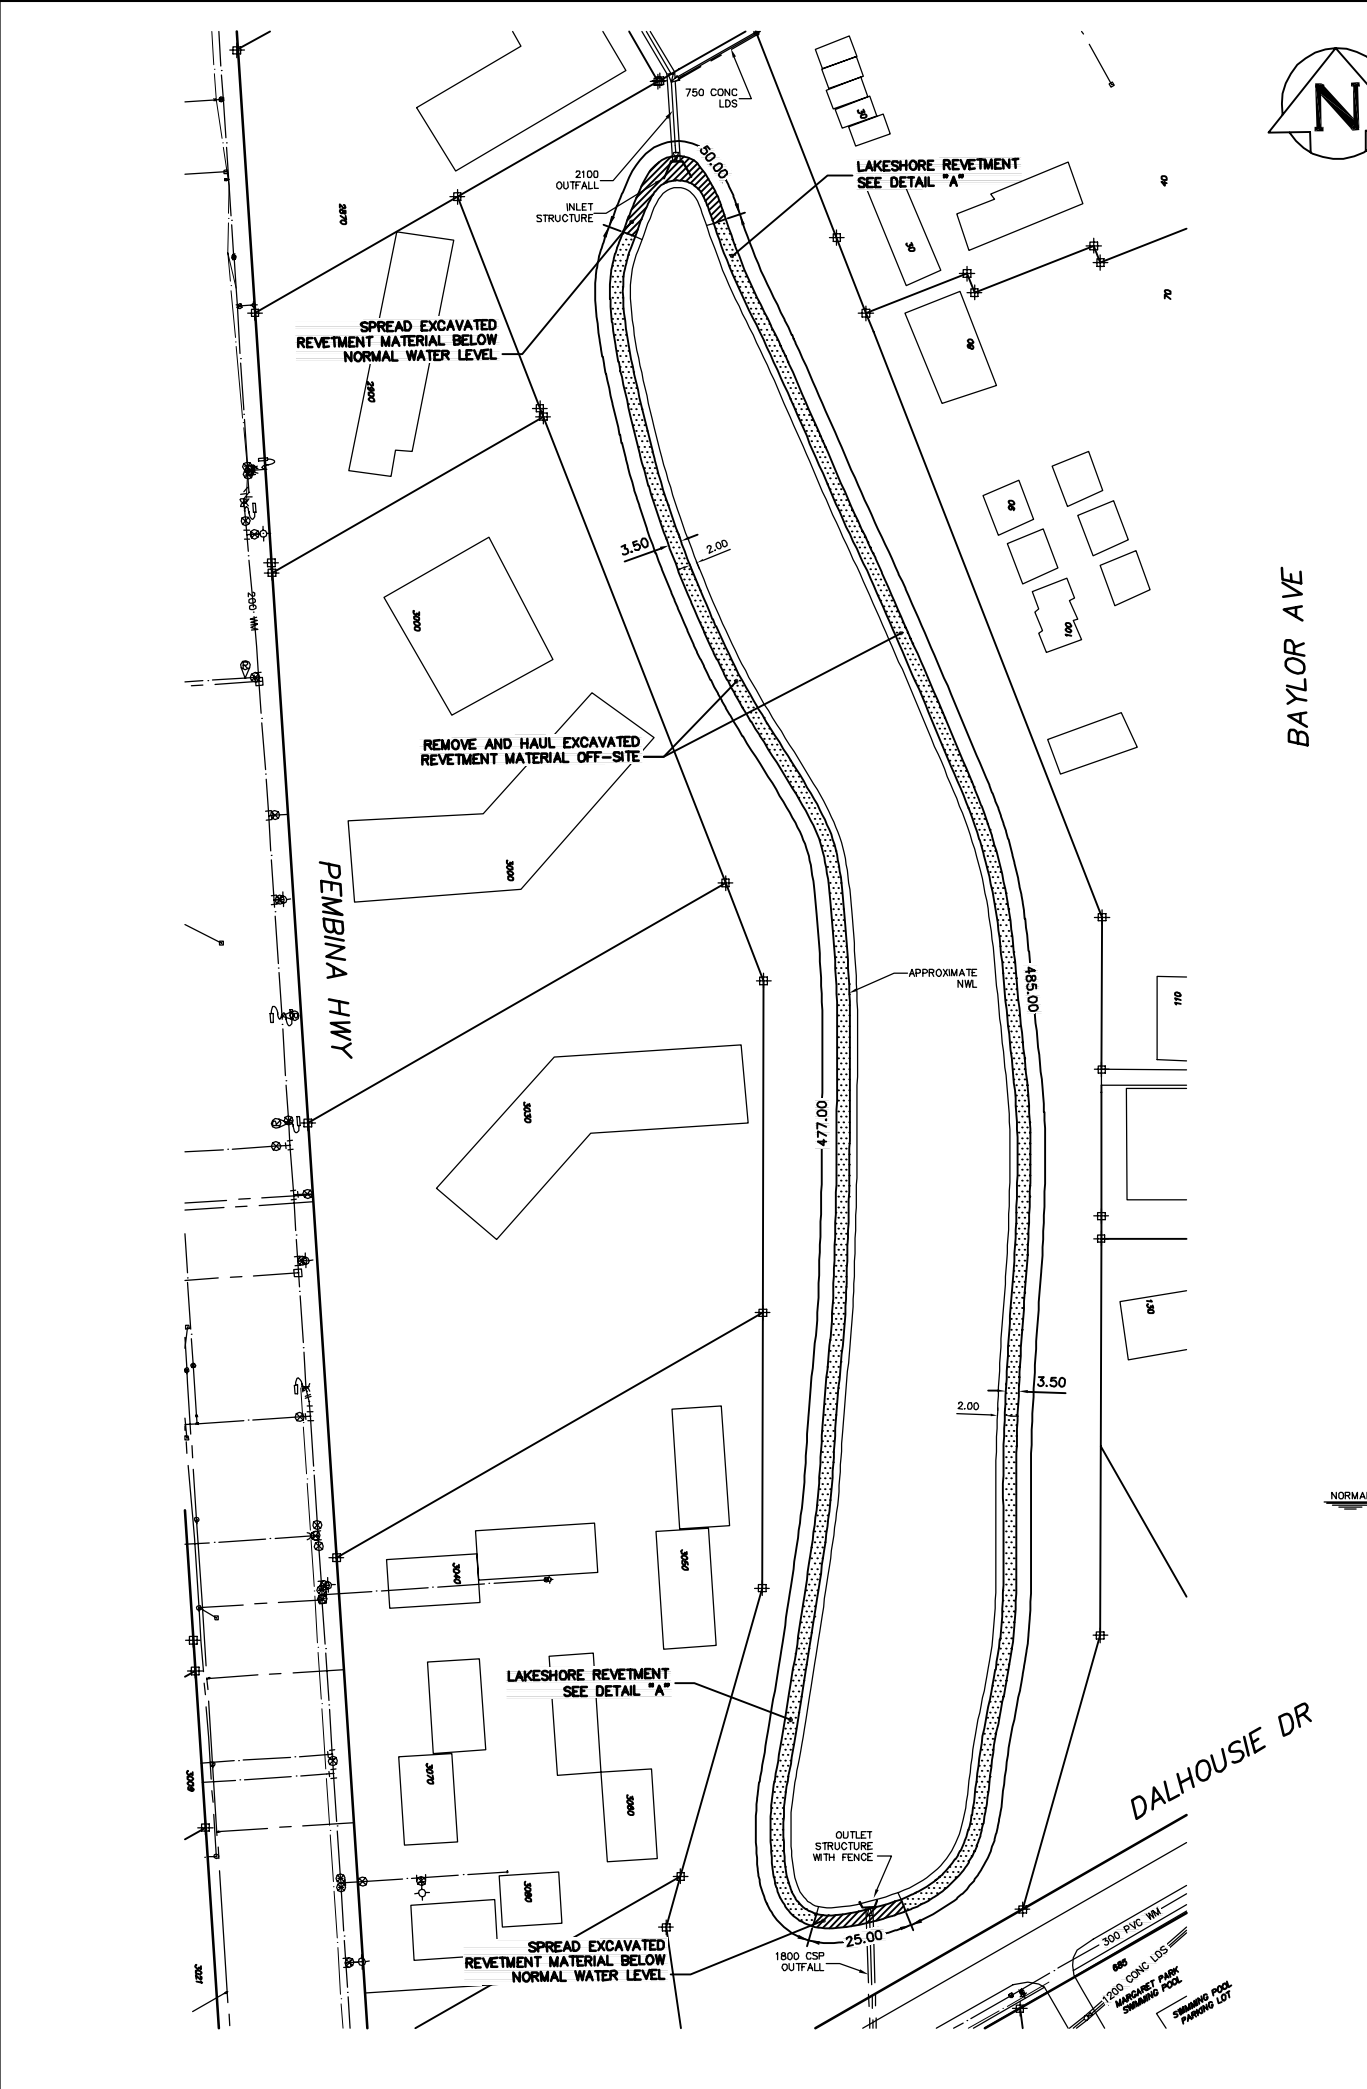 N
750 CONC
LDS
50.00
30
LAKESHORE REVETMENT
SEE DETAIL "A"
2100
OUTFALL
INLET
STRUCTURE
40
2870
30
70
SPREAD EXCAVATED
REVETMENT MATERIAL BELOW
NORMAL WATER LEVEL
60
2900
3.50
2.00
200 WM
3000
100
BAYLOR AVE
REMOVE AND HAUL EXCAVATED
REVETMENT MATERIAL OFF-SITE
3000
PEMBINA HWY
APPROXIMATE
NWL
485.00
110
3030
477.00
130
3.50
2.00
NORMAL
3040
3050
LAKESHORE REVETMENT
SEE DETAIL "A"
DALHOUSIE DR
3009
3070
3060
OUTLET
STRUCTURE
WITH FENCE
3080
25.00
SPREAD EXCAVATED
REVETMENT MATERIAL BELOW
NORMAL WATER LEVEL
1800 CSP
OUTFALL
300 PVC WM
685
1200 CONC LDS
MARGARET PARK
SWIMMING POOL
SWIMMING POOL
PARKING LOT
3021